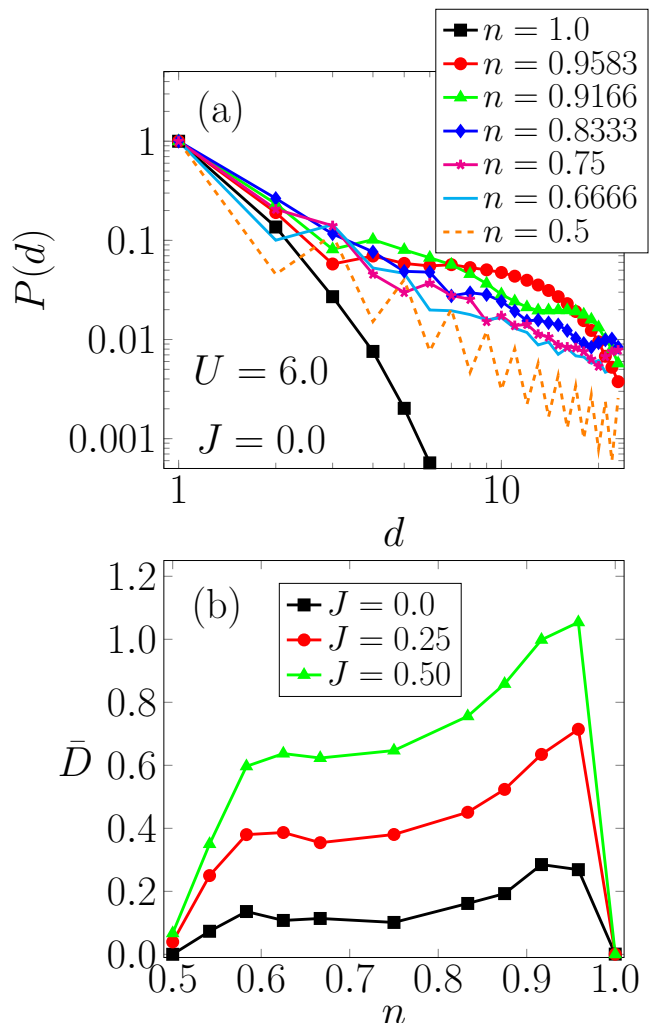 n = 1.0
n = 0.9583
n = 0.9166
n = 0.8333
n = 0.75
n = 0.6666
n = 0.5
(a)
1
0.1
0.01
0.001
P(d)
U = 6.0
J = 0.0
1 10
d
(b)
J = 0.0
J = 0.25
J = 0.50
1.2
1.0
0.8
0.6
0.4
0.2
0.0
D̄
0.5 0.6 0.7 0.8 0.9 1.0
n